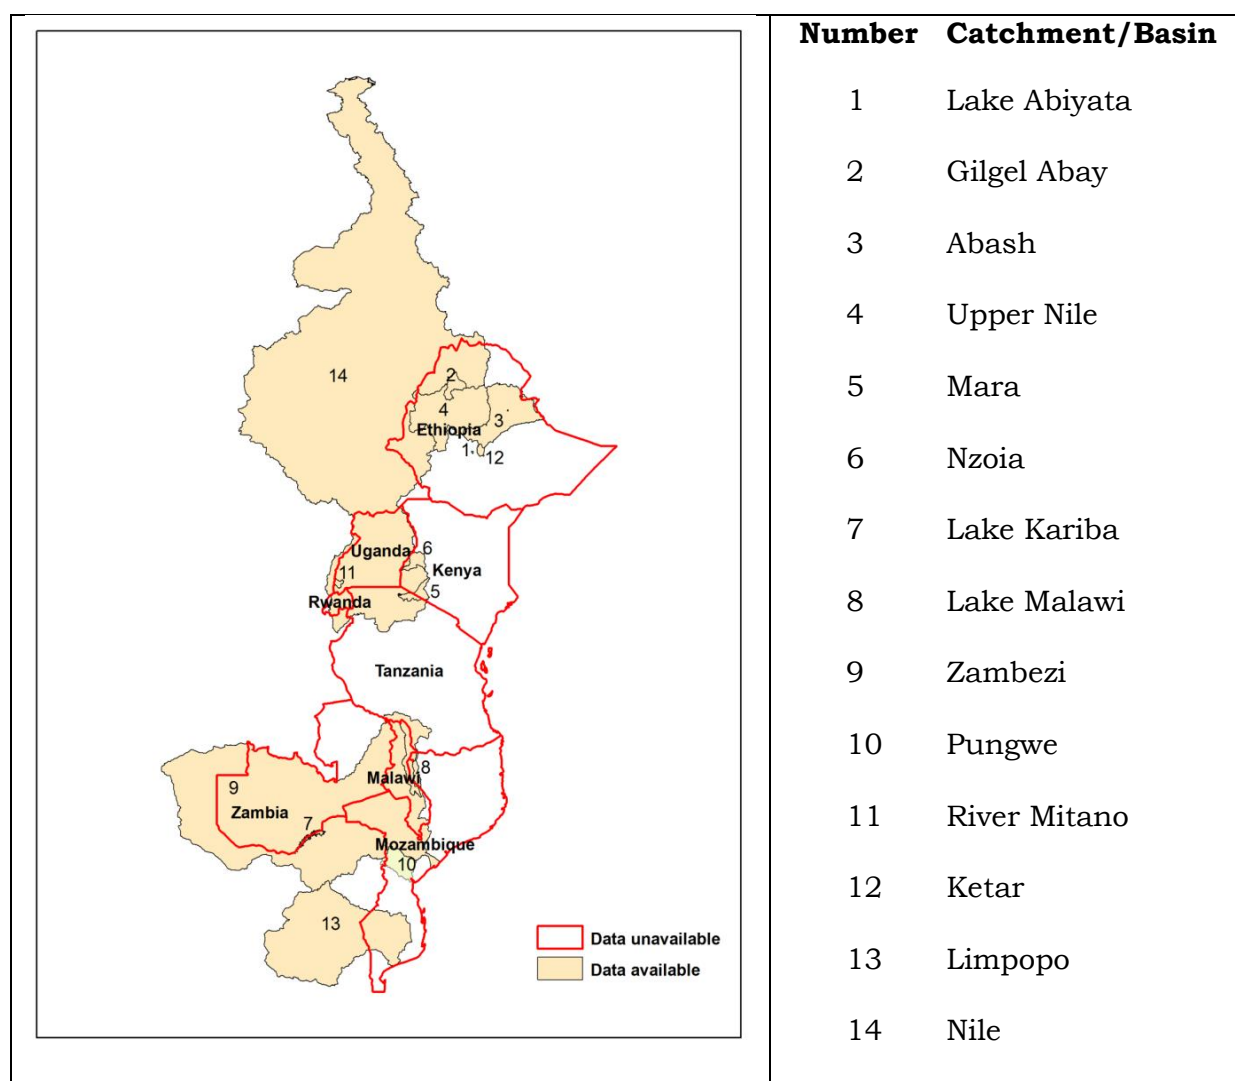 14
2
4
3
Ethiopia
1
12
Uganda
6
Kenya
11
5
Rwanda
Tanzania
8
Malawi
9
Zambia
7
Mozambique
10
13
Data unavailable
Data available
Number Catchment/Basin
1 Lake Abiyata
2 Gilgel Abay
3 Abash
4 Upper Nile
5 Mara
6 Nzoia
7 Lake Kariba
8 Lake Malawi
9 Zambezi
10 Pungwe
11 River Mitano
12 Ketar
13 Limpopo
14 Nile